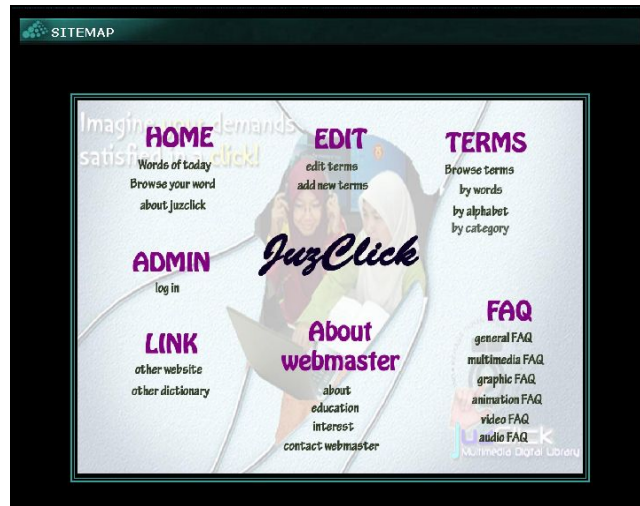 SITEMAP
Imagine your demands
satisfied in a click!
HOME
Words of today
Browse your word
about juzclick
EDIT
edit terms
add new terms
TERMS
Browse terms
by words
by alphabet
by category
JuzClick
ADMIN
log in
LINK
other website
other dictionary
About
webmaster
about
education
interest
contact webmaster
FAQ
general FAQ
multimedia FAQ
graphic FAQ
animation FAQ
video FAQ
audio FAQ
JuzClick
Multimedia Digital Library